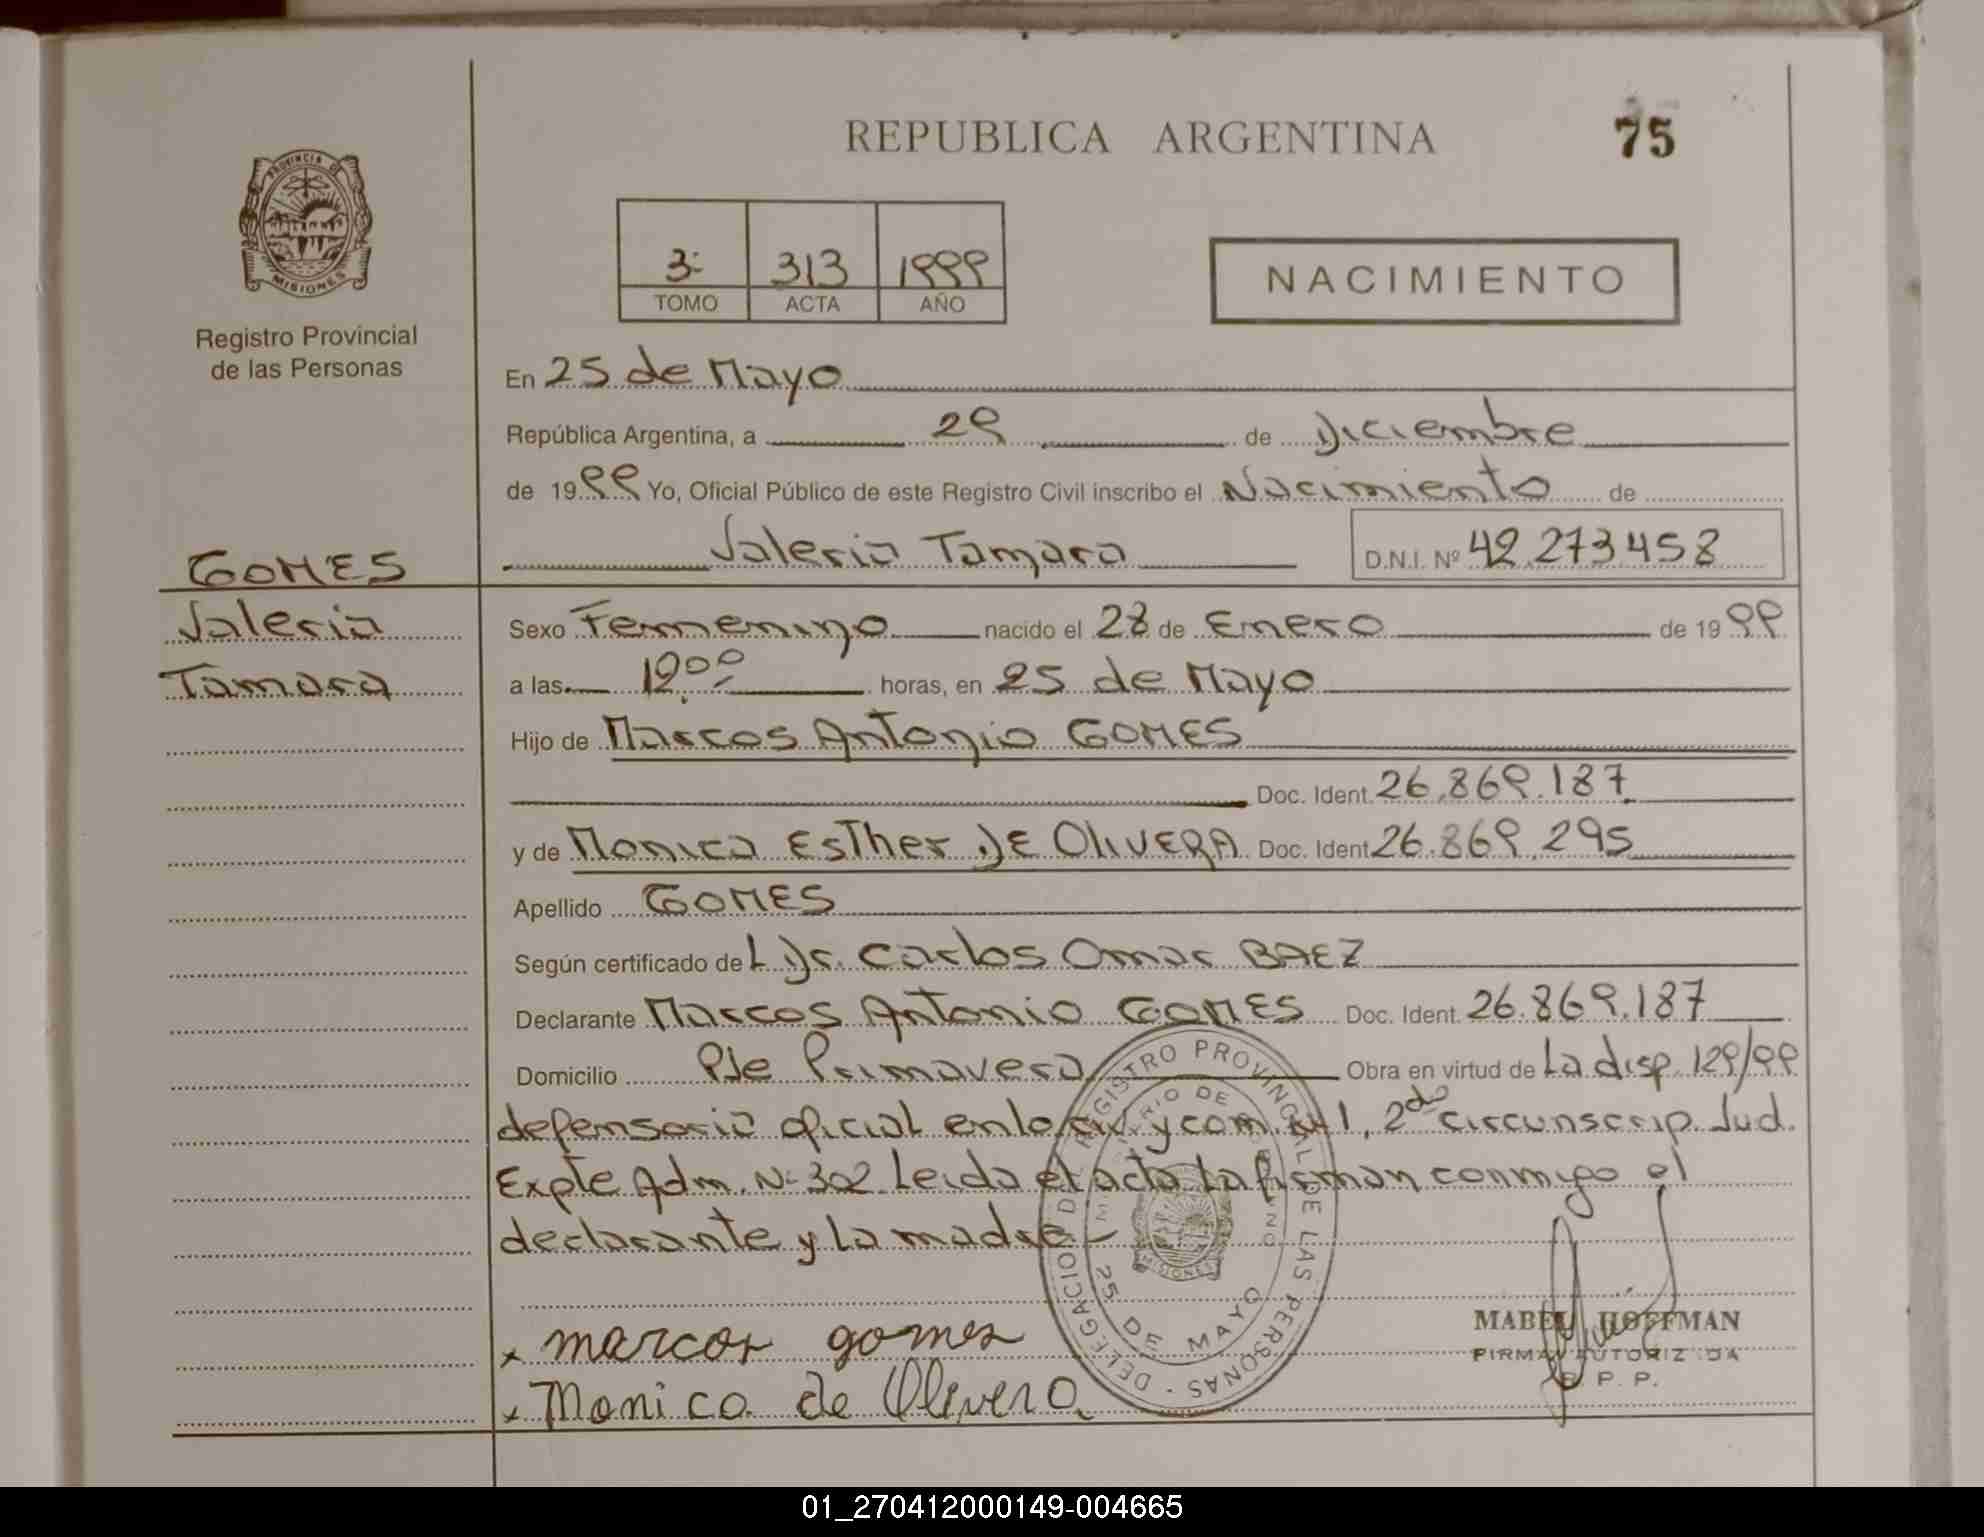 REPUBLICA ARGENTINA
75
PROVINCIA DE
MISIONES
Registro Provincial
de las Personas
3: 313 1999
TOMO ACTA AÑO
NACIMIENTO
En 25 de Mayo
República Argentina, a 29 de Diciembre
de 1999 Yo, Oficial Público de este Registro Civil inscribo el Nacimiento de
Valeria Tamara D.N.I. Nº 42.273.458
GOMES
Valeria
Tamara
Sexo Femenino nacido el 28 de Enero de 1999
a las 12.00 horas, en 25 de Mayo
Hijo de Marcos Antonio GOMES
Doc. Ident. 26.869.187
y de Monica Esther DE OliVERA Doc. Ident. 26.869.295
Apellido GOMES
Según certificado de L Dr. Carlos Omar BAEZ
Declarante Marcos Antonio GOMES Doc. Ident. 26.869.187
Domicilio Pje Primavera Obra en virtud de La disp. 129/99
defensoria oficial en lo civ. y com. Nº 1, 2da circunscrip. Jud.
Expte Adm. Nº 302 Leida el acta la firman conmigo el
declarante y la madre -
x marcos gomes
x Monica de Olivera
DELEGACION DEL REGISTRO PROVINCIAL DE LAS PERSONAS
25 DE MAYO
MISIONES
MABEL HOFFMAN
FIRMA AUTORIZADA
R. P. P.
01_270412000149-004665